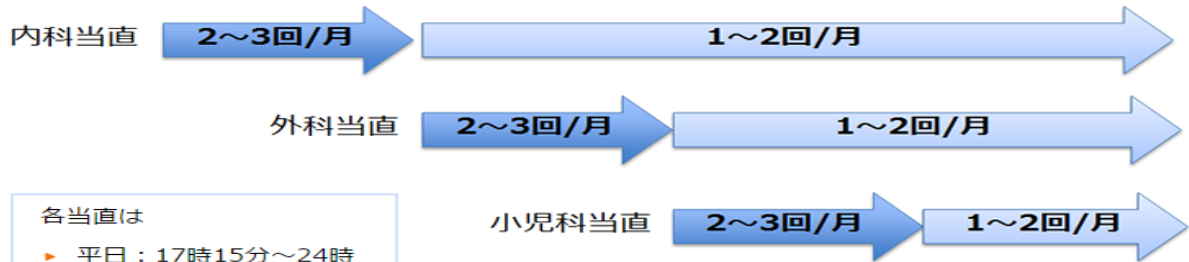 内科当直 2～3回/月 1～2回/月
外科当直 2～3回/月 1～2回/月
小児科当直 2～3回/月 1～2回/月
各当直は
▸ 平日：17時15分～24時